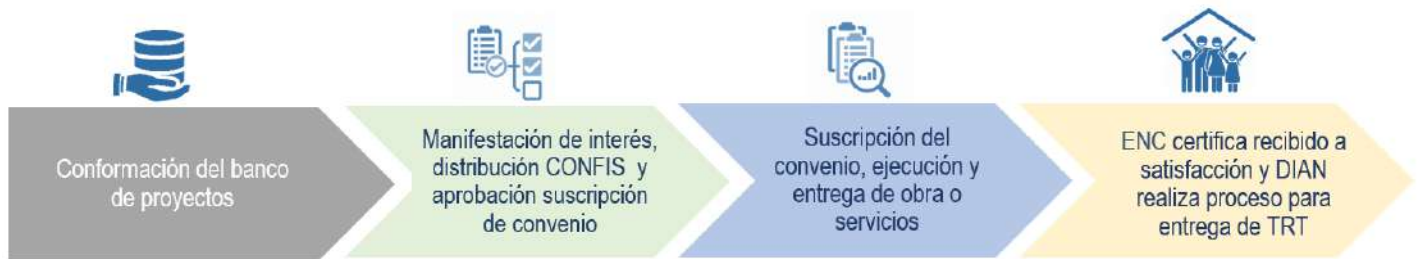 Conformación del banco
de proyectos
Manifestación de interés,
distribución CONFIS y
aprobación suscripción
de convenio
Suscripción del
convenio, ejecución y
entrega de obra o
servicios
ENC certifica recibido a
satisfacción y DIAN
realiza proceso para
entrega de TRT